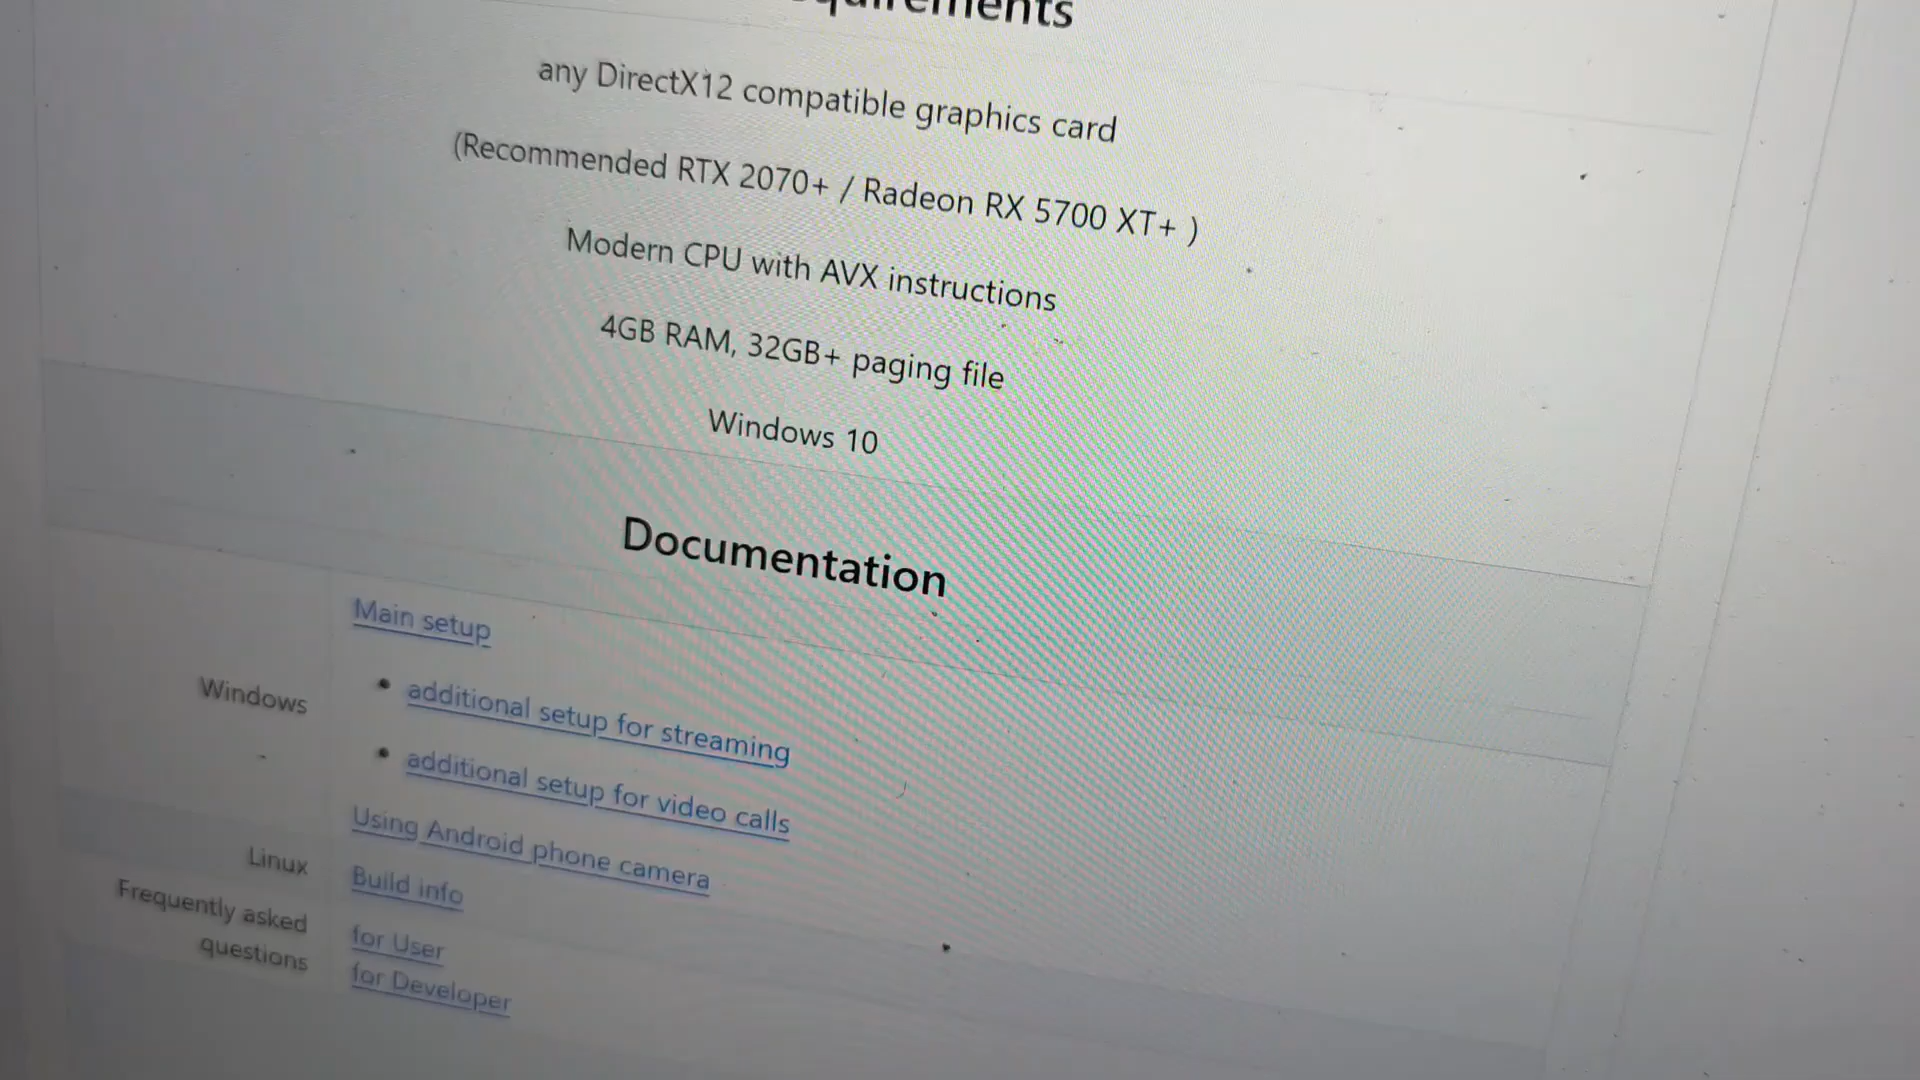 any DirectX12 compatible graphics card
(Recommended RTX 2070+ / Radeon RX 5700 XT+ )
Modern CPU with AVX instructions
4GB RAM, 32GB+ paging file
Windows 10
Documentation
Windows
Main setup
• additional setup for streaming
• additional setup for video calls
Using Android phone camera
Linux
Build info
Frequently asked
questions
for User
for Developer